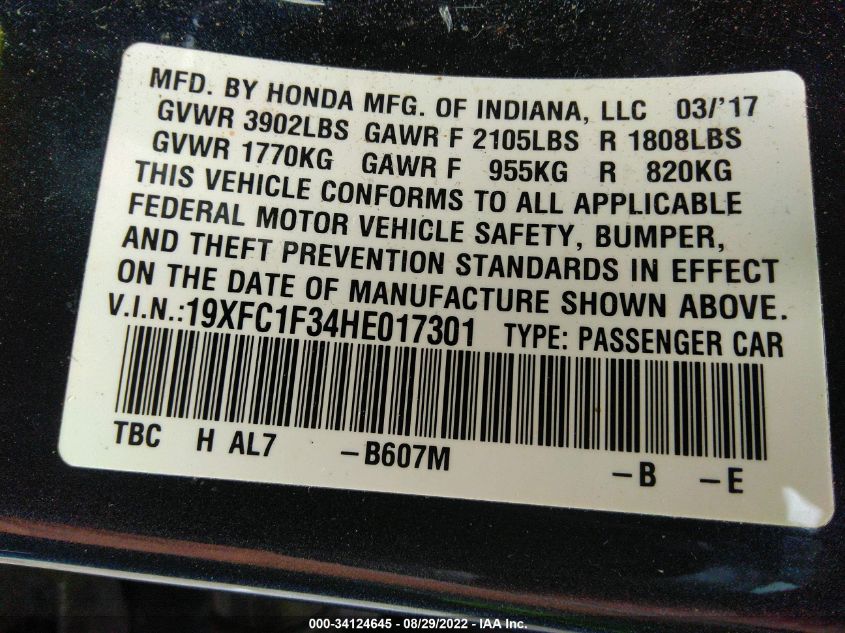 MFD. BY HONDA MFG. OF INDIANA, LLC 03/'17
GVWR 3902LBS GAWR F 2105LBS R 1808LBS
GVWR 1770KG GAWR F 955KG R 820KG
THIS VEHICLE CONFORMS TO ALL APPLICABLE
FEDERAL MOTOR VEHICLE SAFETY, BUMPER,
AND THEFT PREVENTION STANDARDS IN EFFECT
ON THE DATE OF MANUFACTURE SHOWN ABOVE.
V.I.N.:19XFC1F34HE017301 TYPE: PASSENGER CAR
TBC H AL7 -B607M -B -E
000-34124645 - 08/29/2022 - IAA Inc.